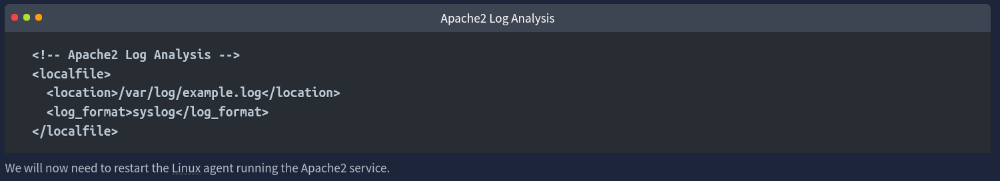 Apache2 Log Analysis
<!-- Apache2 Log Analysis -->
<localfile>
<location>/var/log/example.log</location>
<log_format>syslog</log_format>
</localfile>
We will now need to restart the Linux agent running the Apache2 service.